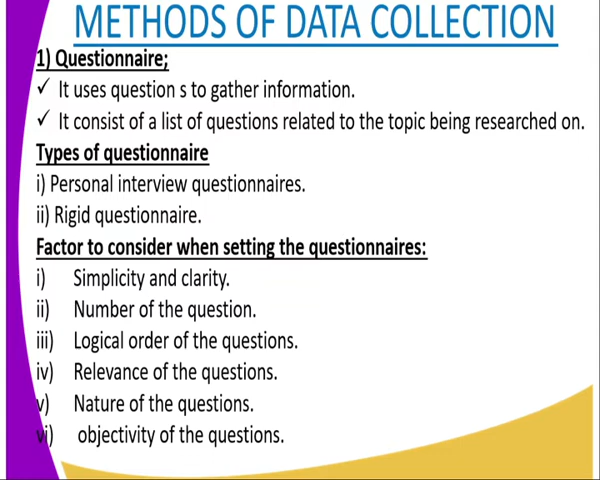 METHODS OF DATA COLLECTION
1) Questionnaire;
✓ It uses question s to gather information.
✓ It consist of a list of questions related to the topic being researched on.
Types of questionnaire
i) Personal interview questionnaires.
ii) Rigid questionnaire.
Factor to consider when setting the questionnaires:
i) Simplicity and clarity.
ii) Number of the question.
iii) Logical order of the questions.
iv) Relevance of the questions.
v) Nature of the questions.
vi) objectivity of the questions.